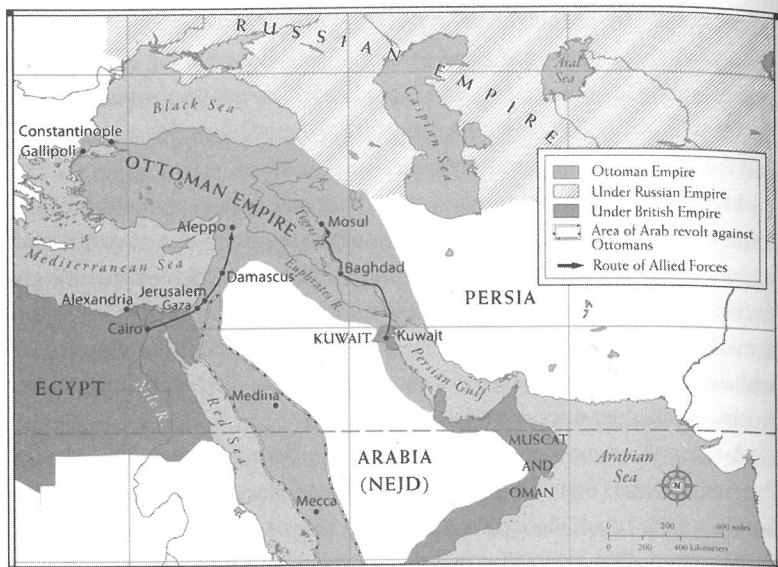 RUSSIAN EMPIRE
Aral
Sea
Black Sea
Caspian Sea
Constantinople
Gallipoli
OTTOMAN EMPIRE
Ottoman Empire
Under Russian Empire
Under British Empire
Area of Arab revolt against
Ottomans
Route of Allied Forces
Aleppo
Mosul
Tigris R.
Mediterranean Sea
Damascus
Baghdad
Euphrates R.
PERSIA
Alexandria
Jerusalem
Gaza
Cairo
KUWAIT
Kuwait
Persian Gulf
EGYPT
Nile R.
Medina
Red Sea
ARABIA
(NEJD)
MUSCAT
AND
OMAN
Arabian
Sea
N
Mecca
0 200 400 miles
0 200 400 kilometers